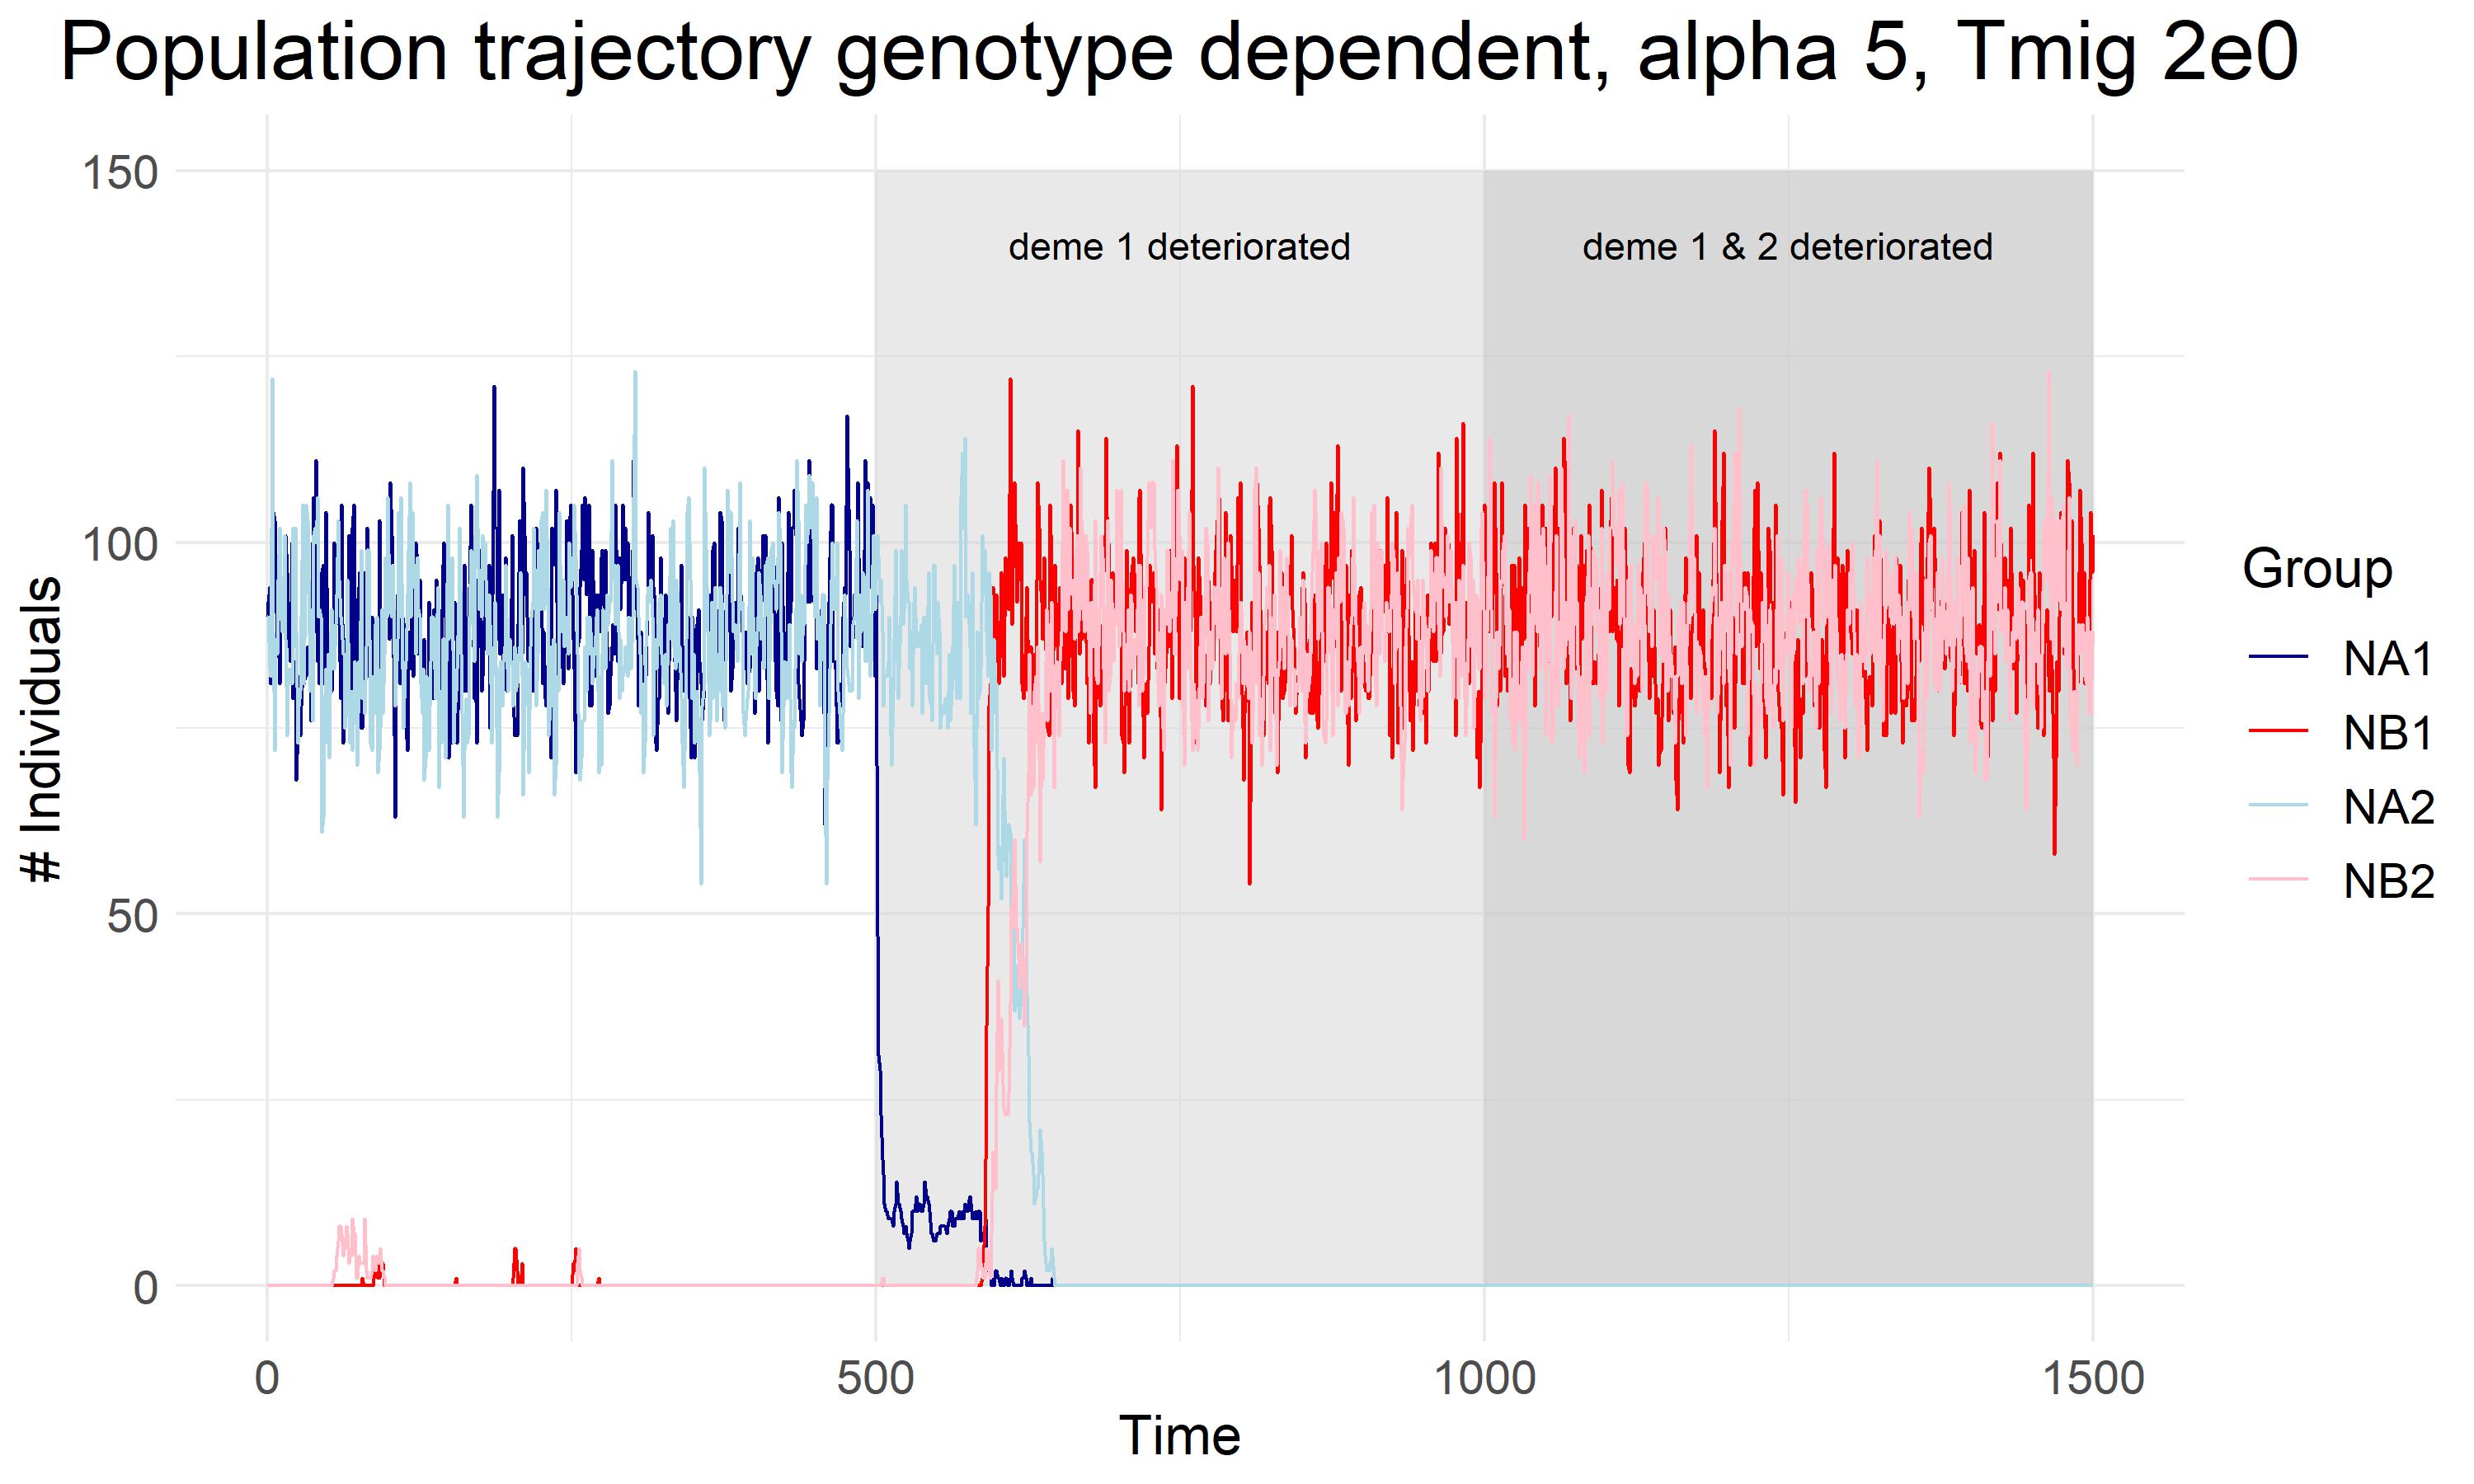 Population trajectory genotype dependent, alpha 5, Tmig 2e0
150
100
50
0
# Individuals
deme 1 deteriorated
deme 1 & 2 deteriorated
0
500
1000
1500
Time
Group
NA1
NB1
NA2
NB2